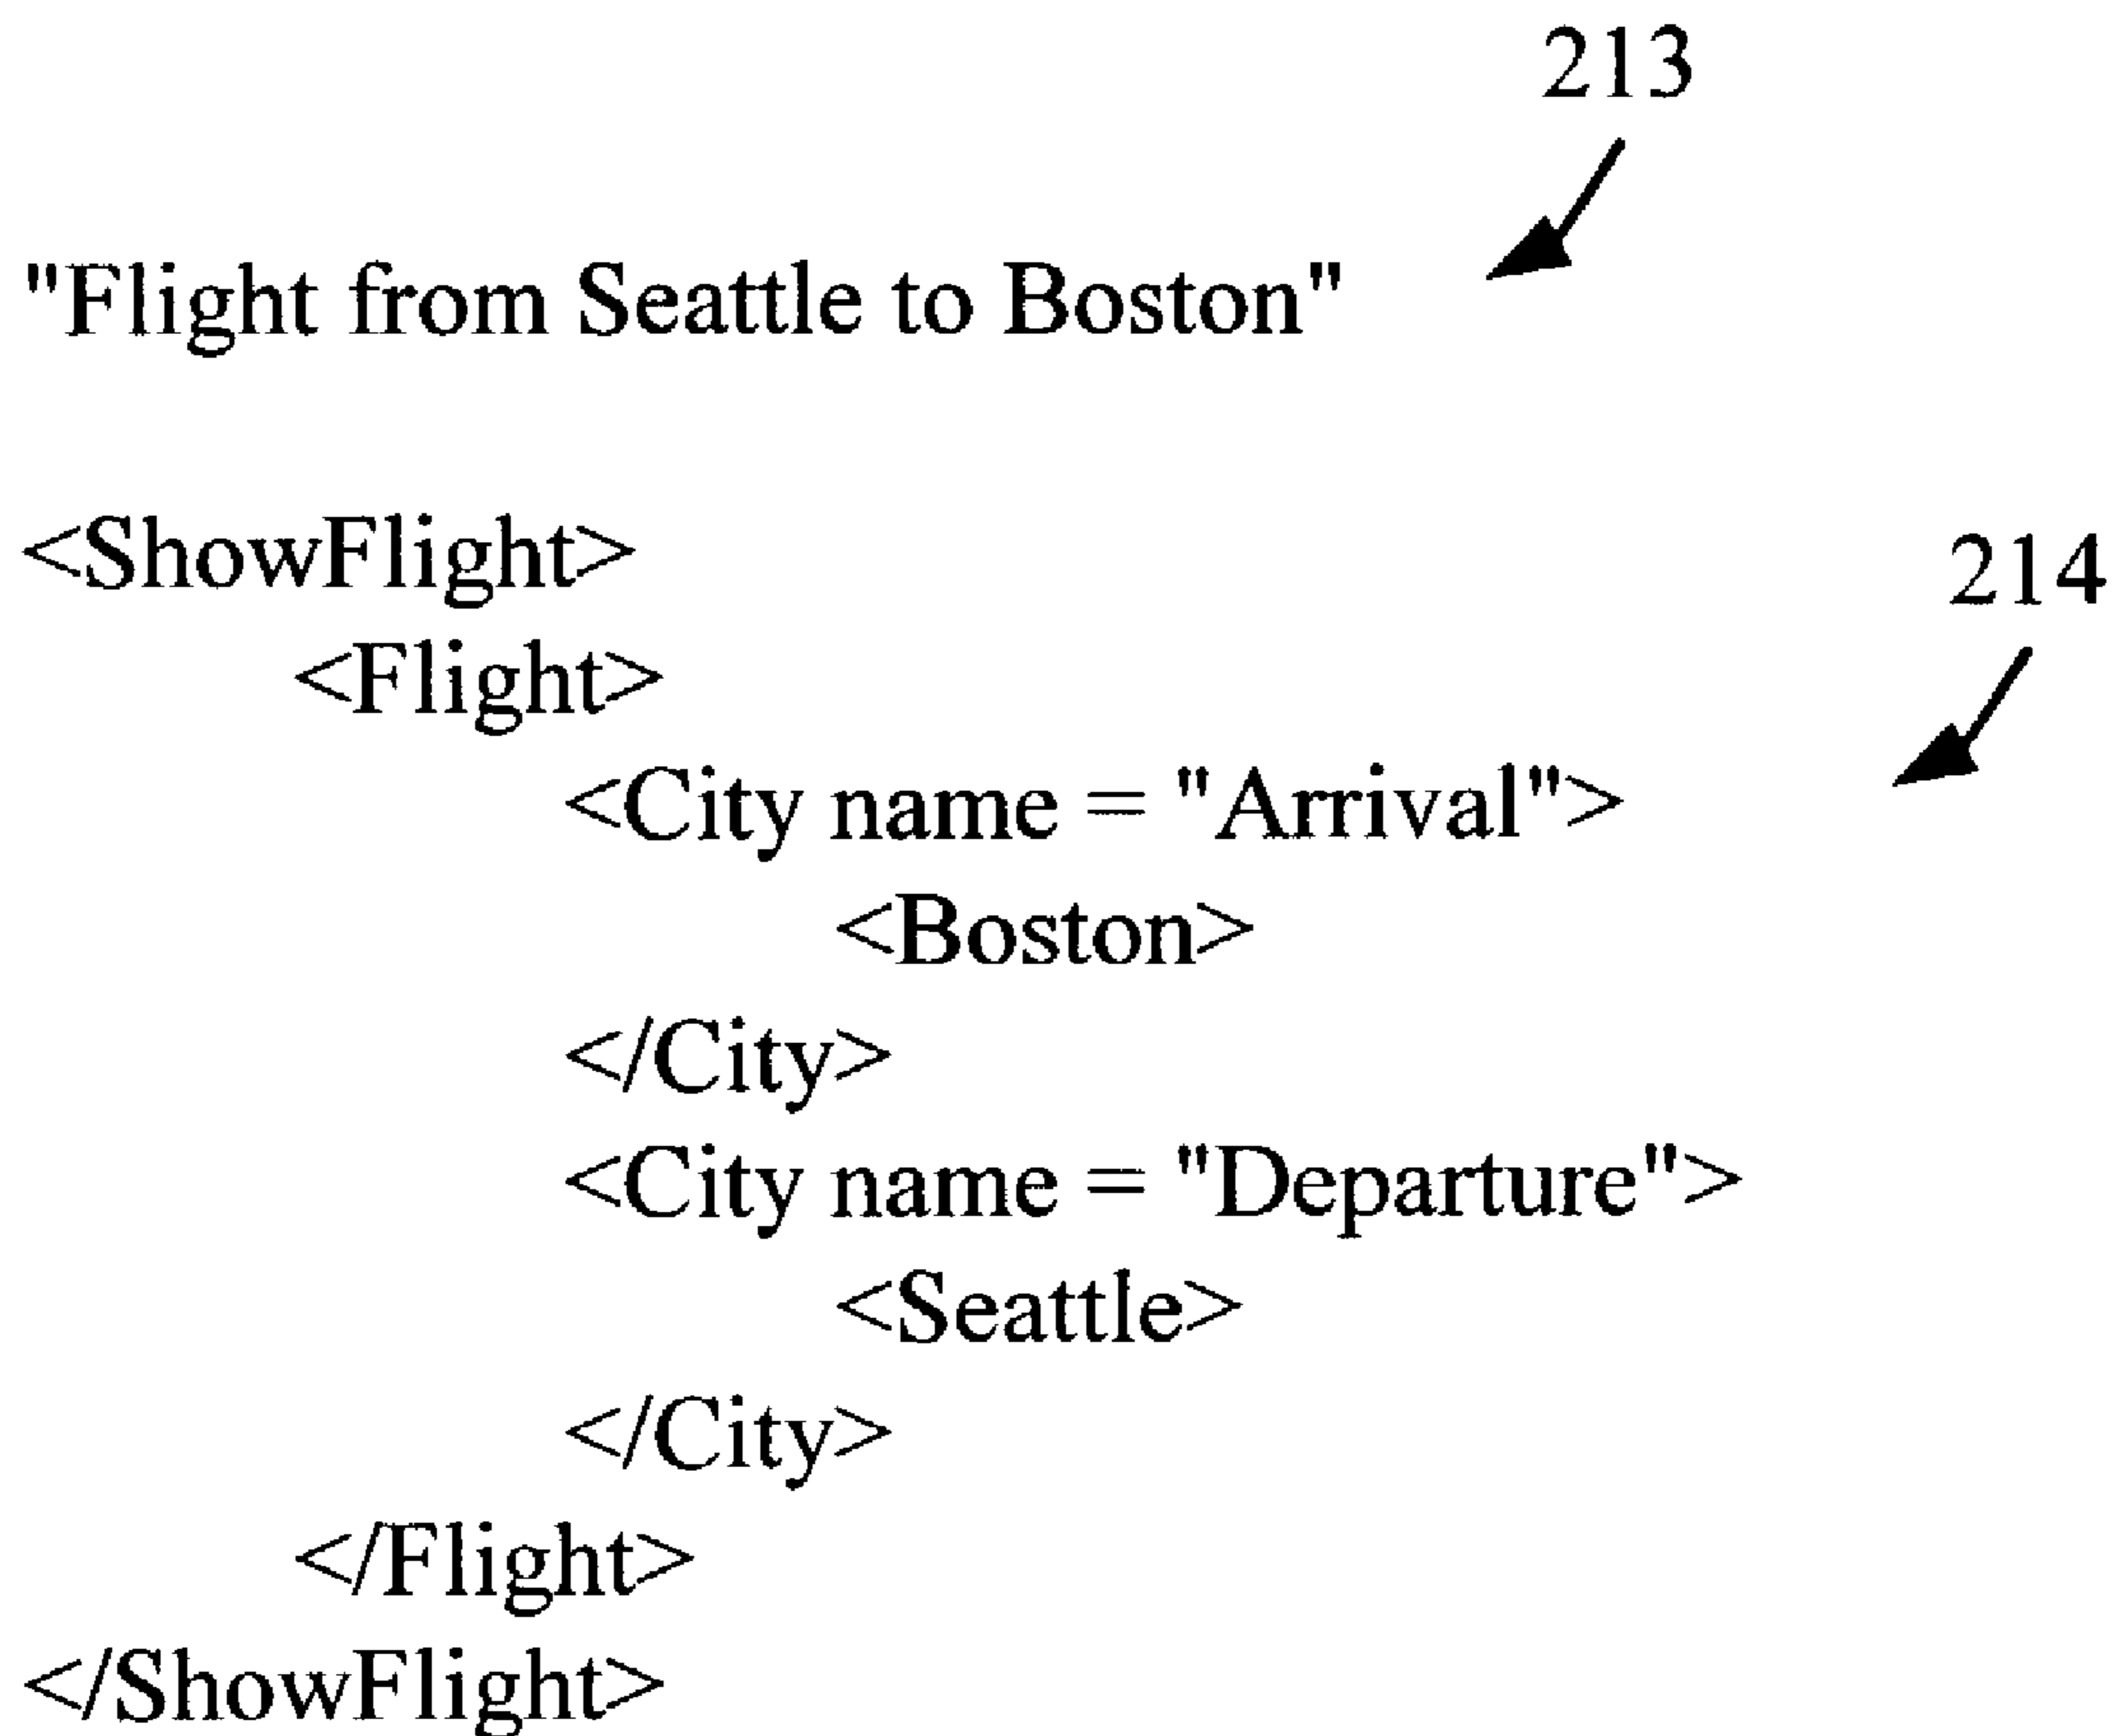 213
"Flight from Seattle to Boston"
<ShowFlight>
214
<Flight>
<City name = "Arrival">
<Boston>
</City>
<City name = "Departure">
<Seattle>
</City>
</Flight>
</ShowFlight>